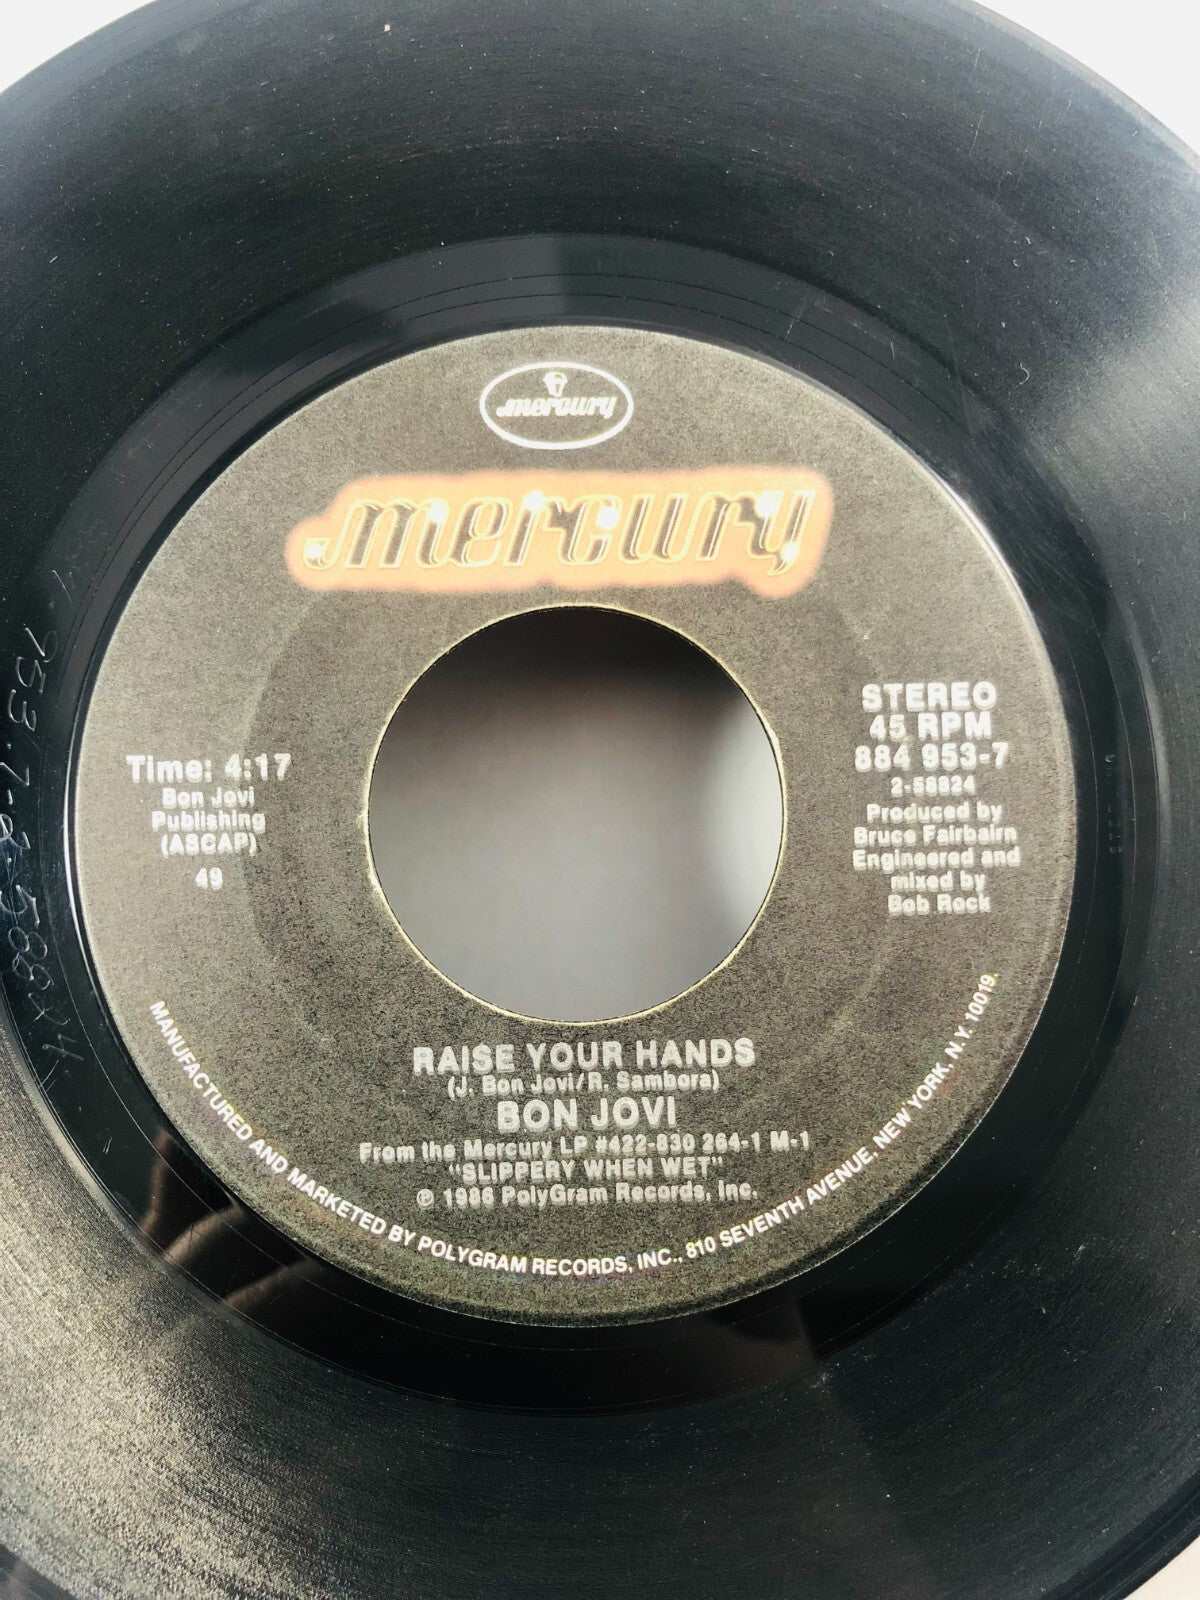 mercury
mercury
STEREO
45 RPM
884 953-7
2-58824
Produced by
Bruce Fairbairn
Engineered and
mixed by
Bob Rock
Time: 4:17
Bon Jovi
Publishing
(ASCAP)
49
RAISE YOUR HANDS
(J. Bon Jovi/R. Sambora)
BON JOVI
From the Mercury LP #422-830 264-1 M-1
"SLIPPERY WHEN WET"
℗ 1986 PolyGram Records, Inc.
MANUFACTURED AND MARKETED BY POLYGRAM RECORDS, INC., 810 SEVENTH AVENUE, NEW YORK, N.Y. 10019.